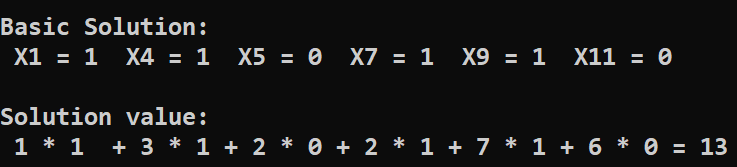 Basic Solution:
X1 = 1  X4 = 1  X5 = 0  X7 = 1  X9 = 1  X11 = 0
Solution value:
1 * 1  + 3 * 1 + 2 * 0 + 2 * 1 + 7 * 1 + 6 * 0 = 13